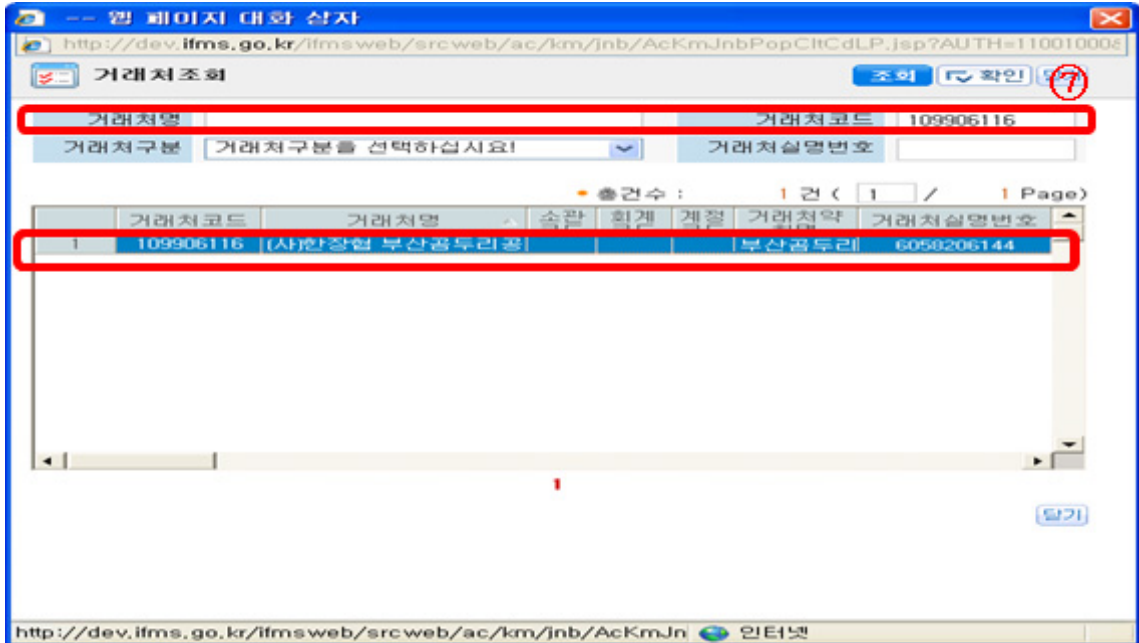 -- 웹 페이지 대화 상자
http://dev.ifms.go.kr/ifmsweb/srcweb/ac/km/jnb/AcKmJnbPopCltCdLP.jsp?AUTH=11001000
거래처조회 조회 확인 ⑦
거래처명 거래처코드 109906116
거래처구분 거래처구분을 선택하십시요! 거래처실명번호
총건수 : 1 건 ( 1 / 1 Page)
거래처코드 거래처명 소관 회계 계정 거래처약 거래처실명번호
1 109906116 (사)한장협 부산곰두리공 부산곰두리 6058206144
1
닫기
http://dev.ifms.go.kr/ifmsweb/srcweb/ac/km/jnb/AcKmJn 인터넷